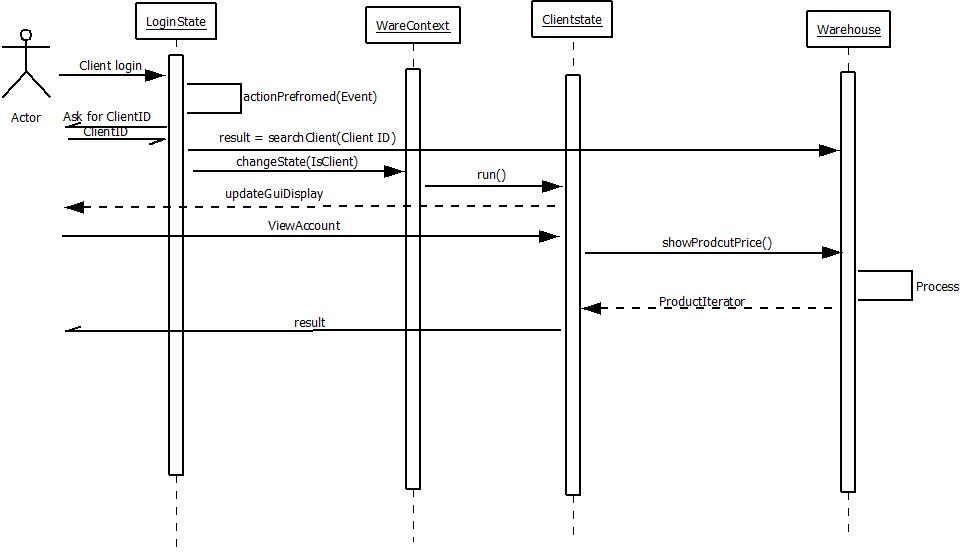 LoginState
WareContext
Clientstate
Warehouse
Client login
actionPrefromed(Event)
Actor
Ask for ClientID
ClientID
result = searchClient(Client ID)
changeState(IsClient)
run()
updateGuiDisplay
ViewAccount
showProdcutPrice()
Process
ProductIterator
result